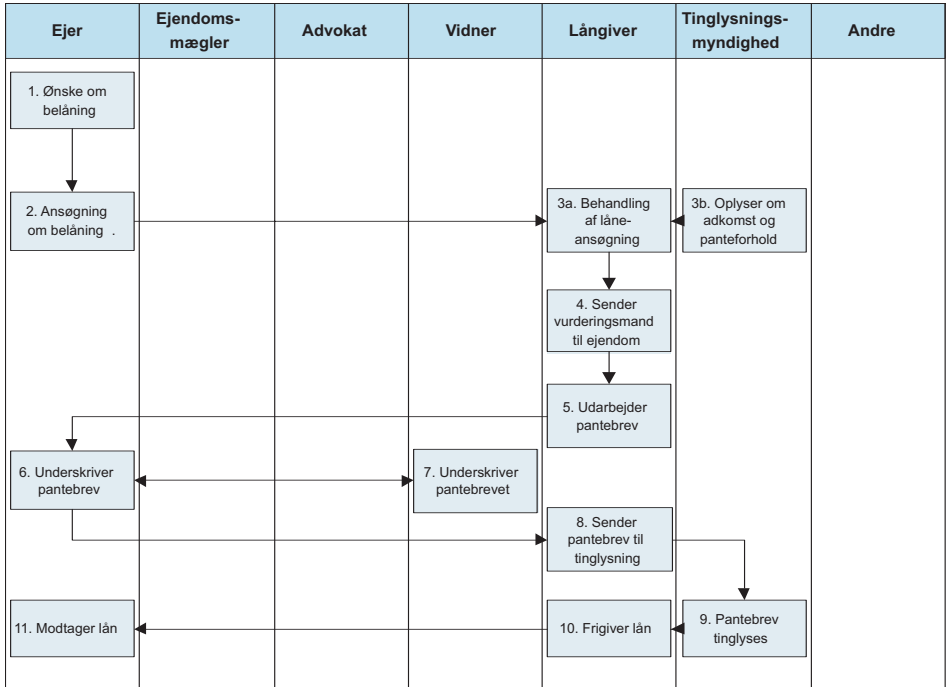 Ejer
Ejendoms-
mægler
Advokat
Vidner
Långiver
Tinglysnings-
myndighed
Andre
1. Ønske om
belåning
2. Ansøgning
om belåning .
3a. Behandling
af låne-
ansøgning
3b. Oplyser om
adkomst og
panteforhold
4. Sender
vurderingsmand
til ejendom
5. Udarbejder
pantebrev
6. Underskriver
pantebrev
7. Underskriver
pantebrevet
8. Sender
pantebrev til
tinglysning
9. Pantebrev
tinglyses
10. Frigiver lån
11. Modtager lån